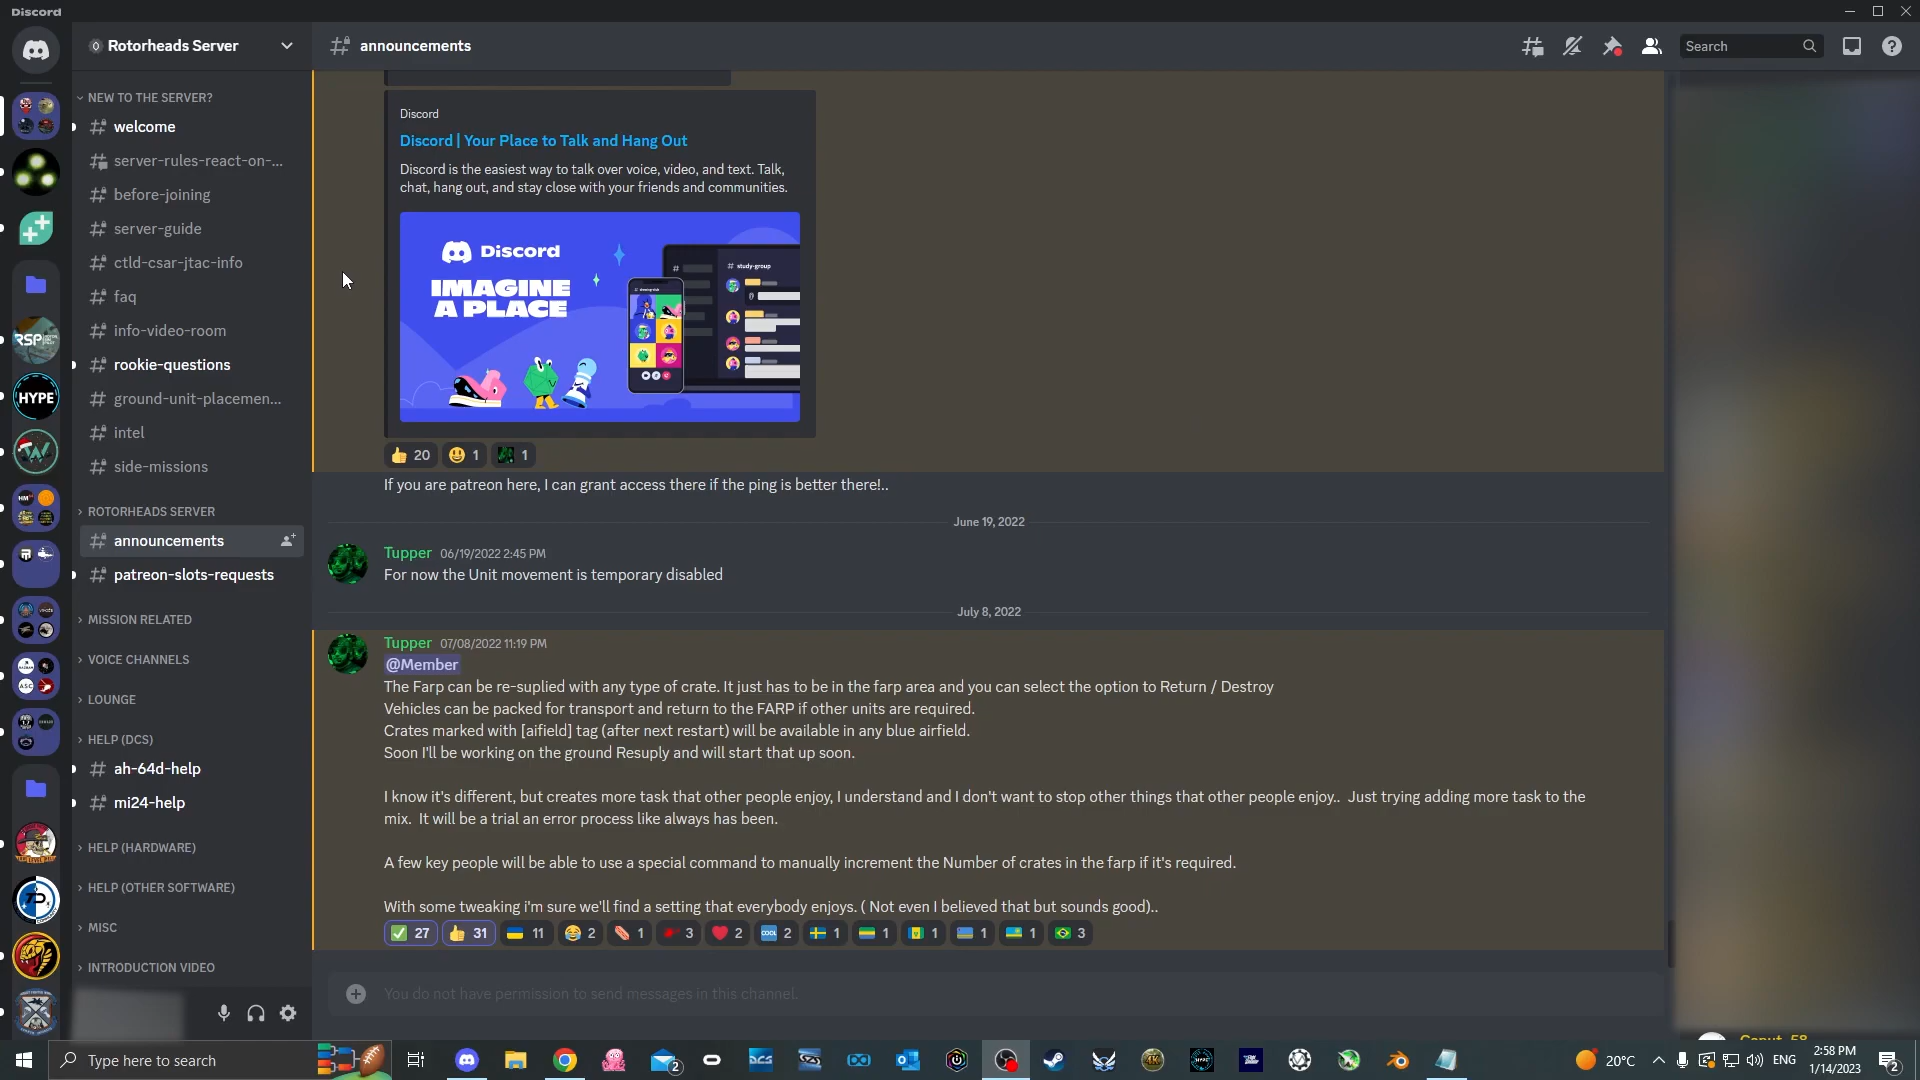 Discord
Rotorheads Server
announcements
Search
NEW TO THE SERVER?
welcome
server-rules-react-on-...
before-joining
server-guide
ctld-csar-jtac-info
faq
info-video-room
rookie-questions
ground-unit-placemen...
intel
side-missions
ROTORHEADS SERVER
announcements
patreon-slots-requests
MISSION RELATED
VOICE CHANNELS
LOUNGE
HELP (DCS)
ah-64d-help
mi24-help
HELP (HARDWARE)
HELP (OTHER SOFTWARE)
MISC
INTRODUCTION VIDEO
RSP
HYPE
HM
ASC
Discord
Discord | Your Place to Talk and Hang Out
Discord is the easiest way to talk over voice, video, and text. Talk,
chat, hang out, and stay close with your friends and communities.
Discord
IMAGINE
A PLACE
# study-group
20 1 1
If you are patreon here, I can grant access there if the ping is better there!..
June 19, 2022
Tupper 06/19/2022 2:45 PM
For now the Unit movement is temporary disabled
July 8, 2022
Tupper 07/08/2022 11:19 PM
@Member
The Farp can be re-suplied with any type of crate. It just has to be in the farp area and you can select the option to Return / Destroy
Vehicles can be packed for transport and return to the FARP if other units are required.
Crates marked with [aifield] tag (after next restart) will be available in any blue airfield.
Soon I'll be working on the ground Resuply and will start that up soon.
I know it's different, but creates more task that other people enjoy, I understand and I don't want to stop other things that other people enjoy.. Just trying adding more task to the
mix. It will be a trial an error process like always has been.
A few key people will be able to use a special command to manually increment the Number of crates in the farp if it's required.
With some tweaking i'm sure we'll find a setting that everybody enjoys. ( Not even I believed that but sounds good)..
27 31 11 2 1 3 2 COOL 2 1 1 1 1 1 3
You do not have permission to send messages in this channel.
Type here to search
2
DCS
4K
HYPE
20°C
ENG
2:58 PM
1/14/2023
2